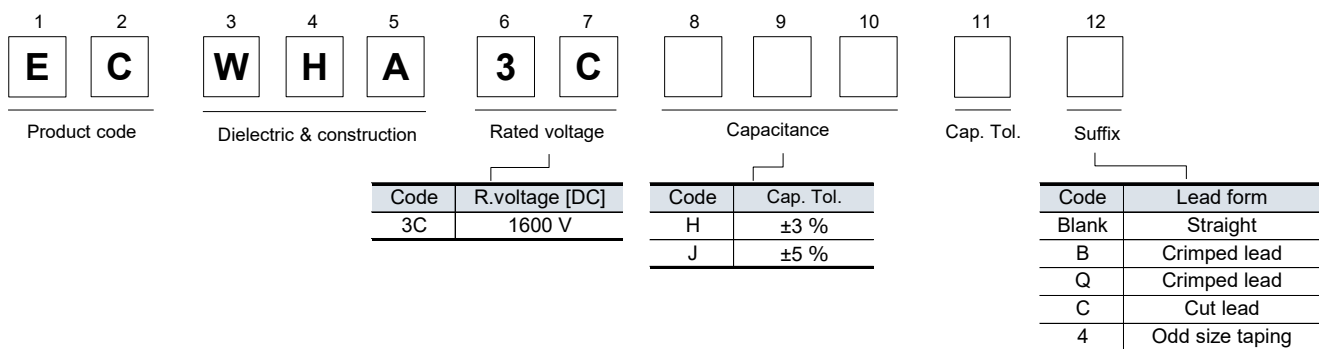 1 2 3 4 5 6 7 8 9 10 11 12
E C W H A 3 C
Product code Dielectric & construction Rated voltage Capacitance Cap. Tol. Suffix
Code R.voltage [DC]
3C 1600 V
Code Cap. Tol.
H ±3 %
J ±5 %
Code Lead form
Blank Straight
B Crimped lead
Q Crimped lead
C Cut lead
4 Odd size taping